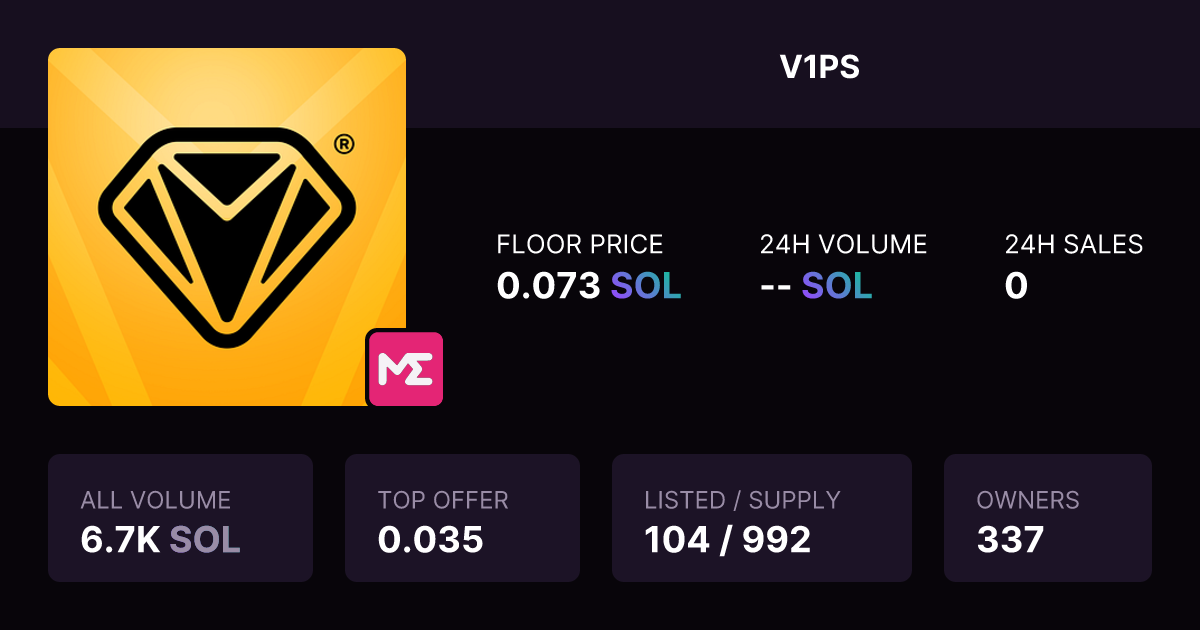 V1PS
®
FLOOR PRICE
0.073 SOL
24H VOLUME
-- SOL
24H SALES
0
ME
ALL VOLUME
6.7K SOL
TOP OFFER
0.035
LISTED / SUPPLY
104 / 992
OWNERS
337